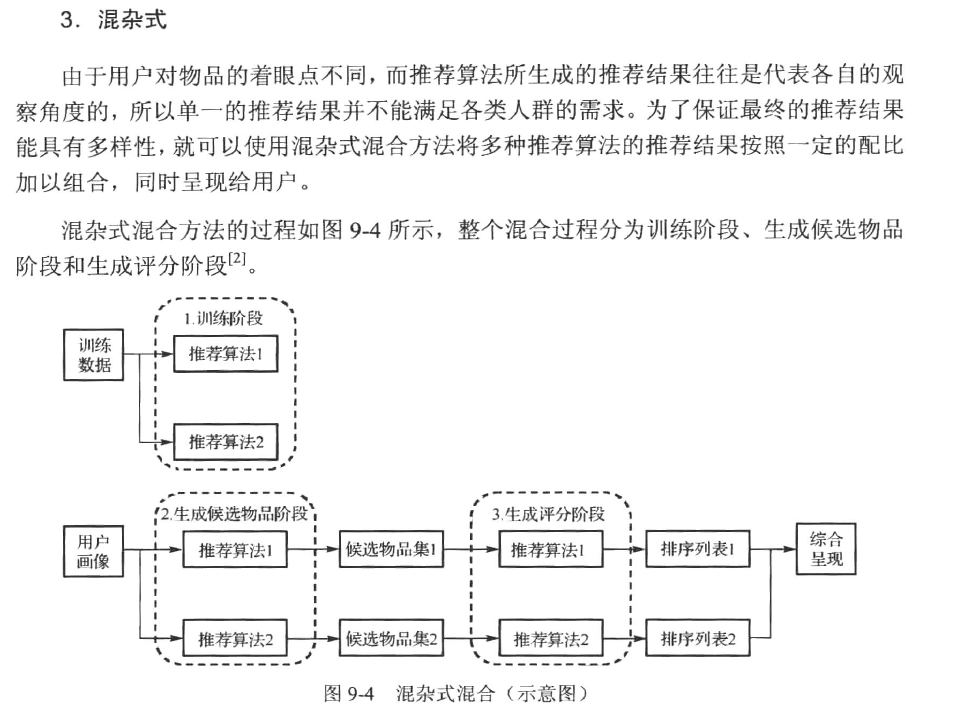 3. 混杂式
由于用户对物品的着眼点不同，而推荐算法所生成的推荐结果往往是代表各自的观
察角度的，所以单一的推荐结果并不能满足各类人群的需求。为了保证最终的推荐结果
能具有多样性，就可以使用混杂式混合方法将多种推荐算法的推荐结果按照一定的配比
加以组合，同时呈现给用户。
混杂式混合方法的过程如图 9-4 所示，整个混合过程分为训练阶段、生成候选物品
阶段和生成评分阶段[2]。
1.训练阶段
训练
数据
推荐算法1
推荐算法2
2.生成候选物品阶段
3.生成评分阶段
用户
画像
推荐算法1
候选物品集1
推荐算法1
排序列表1
综合
呈现
推荐算法2
候选物品集2
推荐算法2
排序列表2
图 9-4 混杂式混合（示意图）